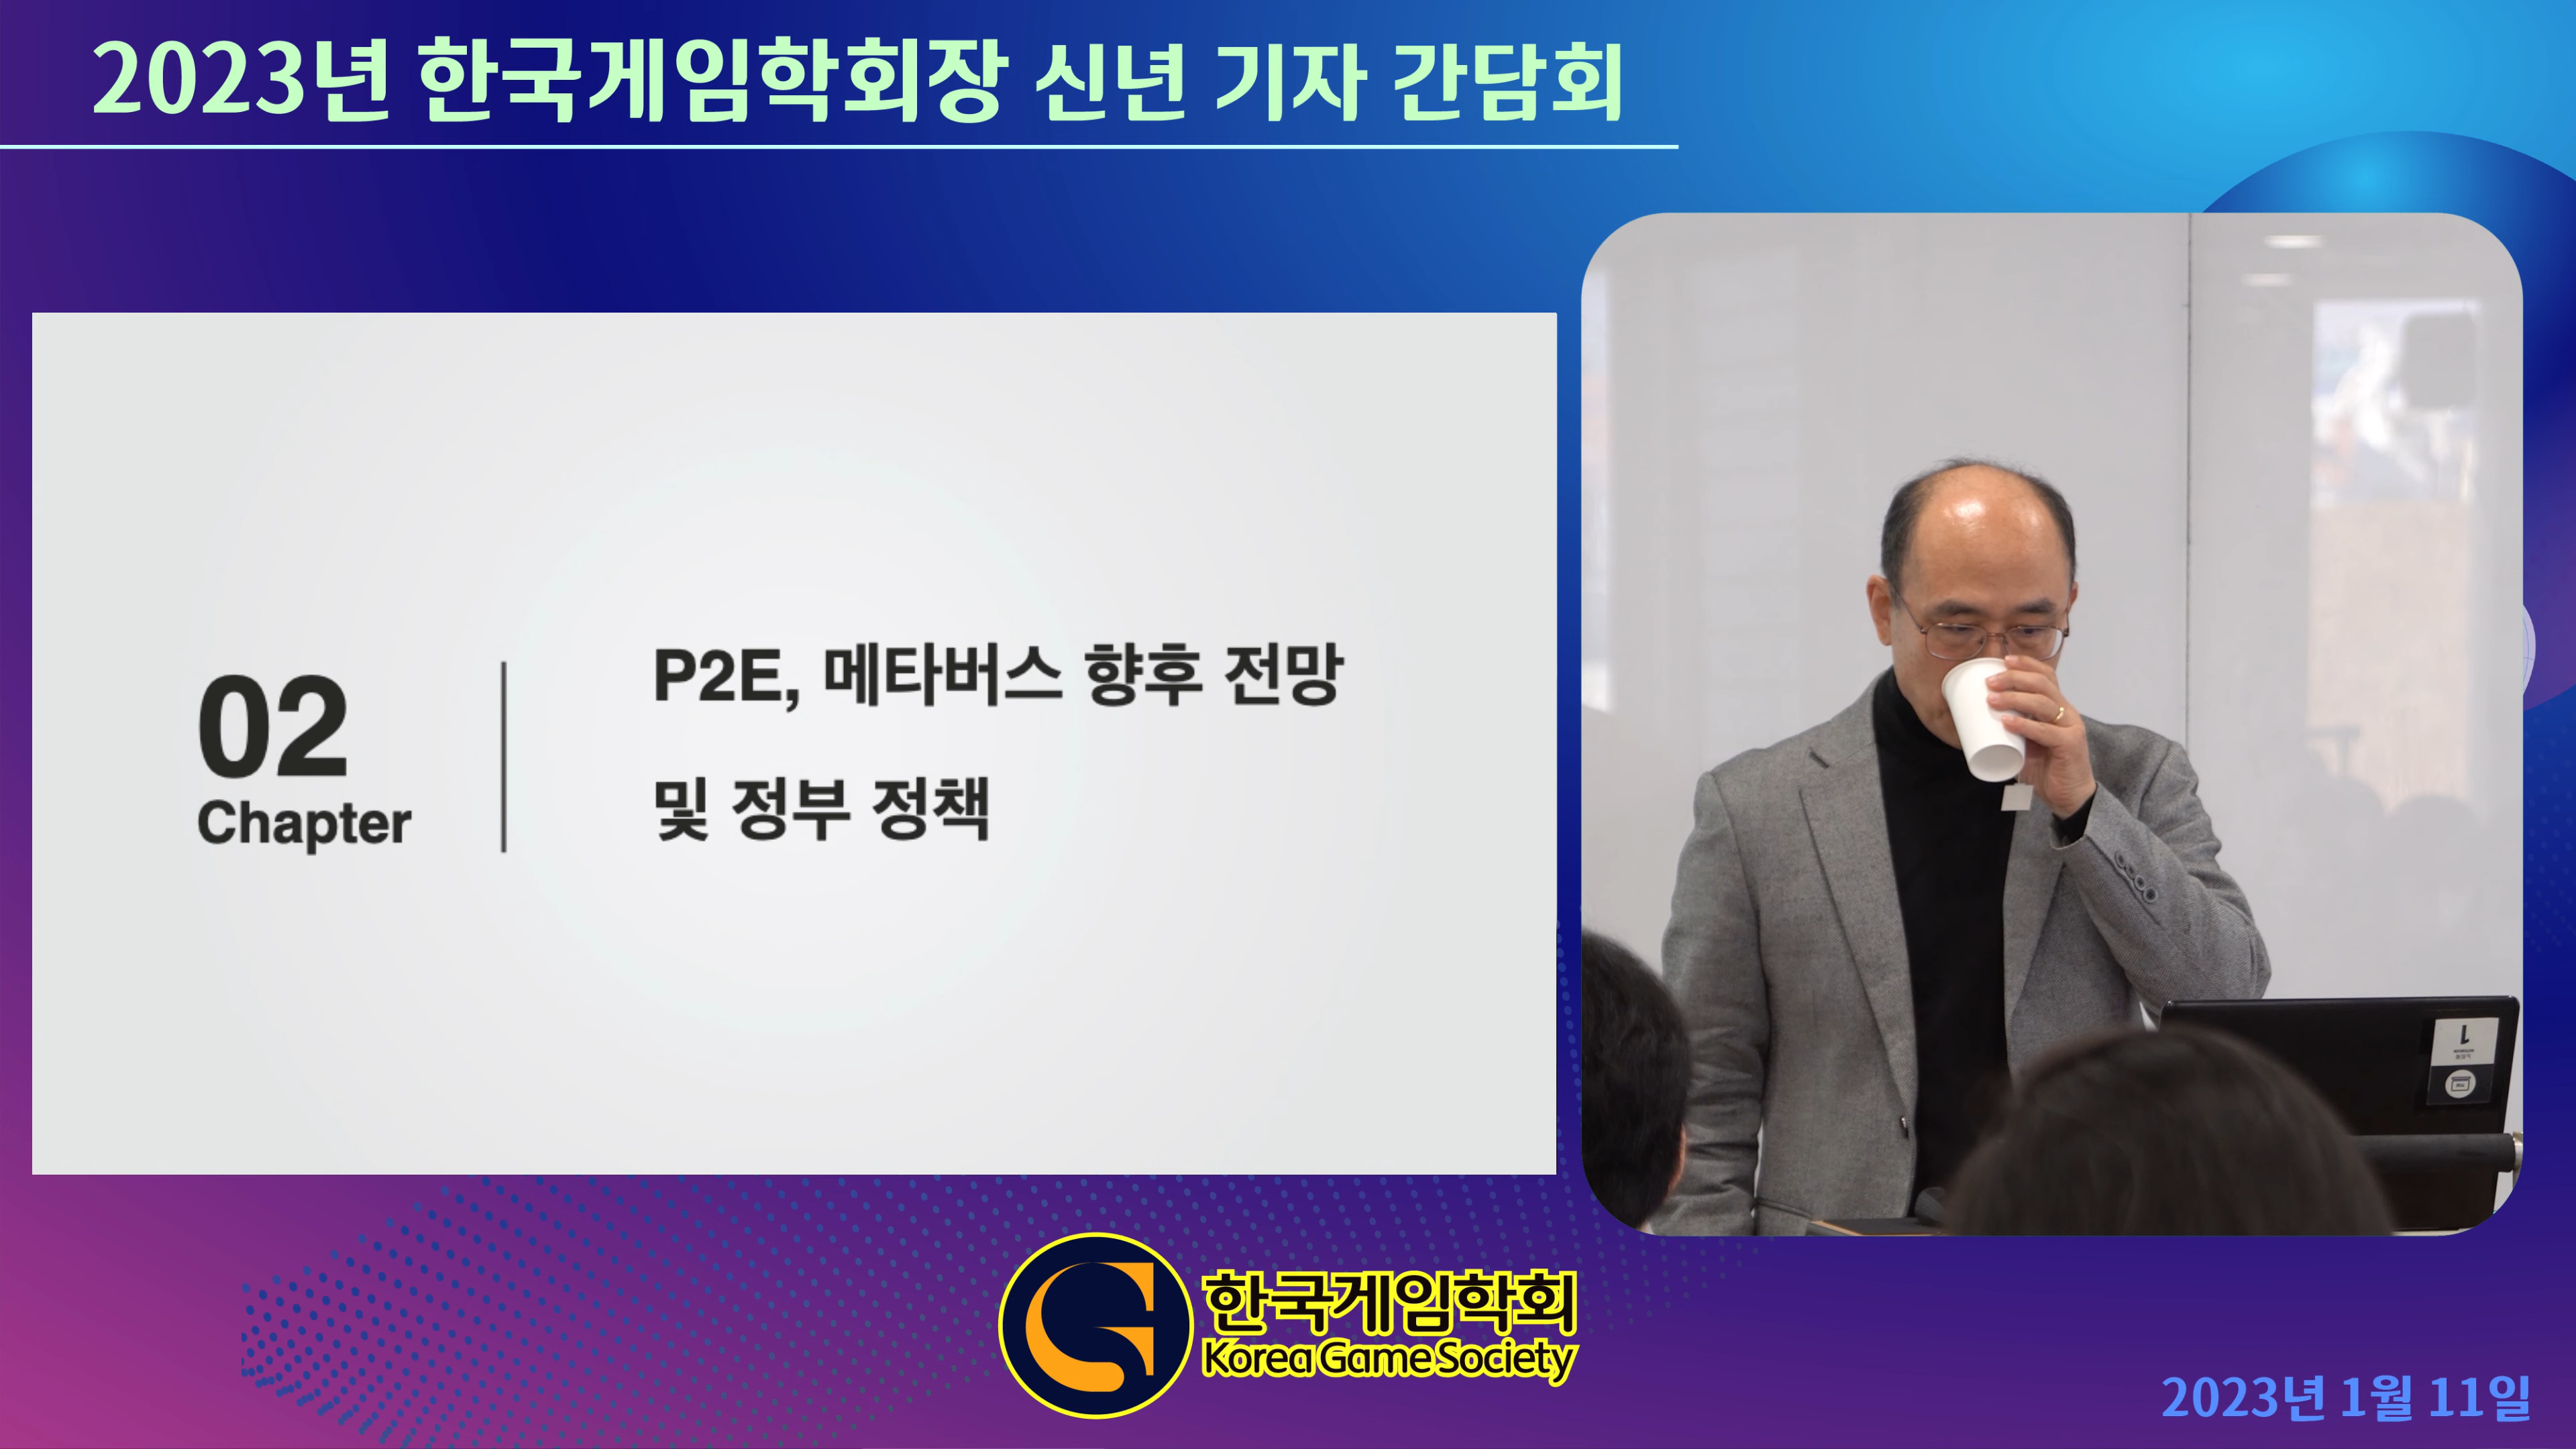 2023년 한국게임학회장 신년 기자 간담회
02
Chapter
P2E, 메타버스 향후 전망
및 정부 정책
한국게임학회
Korea Game Society
2023년 1월 11일